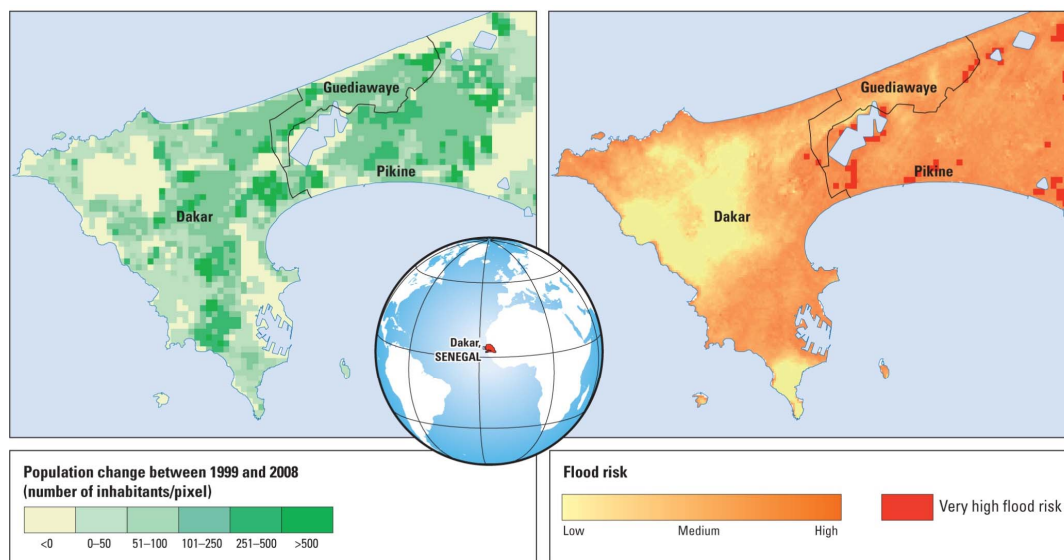 Guediawaye
Pikine
Dakar
Guediawaye
Pikine
Dakar
Dakar,
SENEGAL
Population change between 1999 and 2008
(number of inhabitants/pixel)
<0 0–50 51–100 101–250 251–500 >500
Flood risk
Low Medium High
Very high flood risk